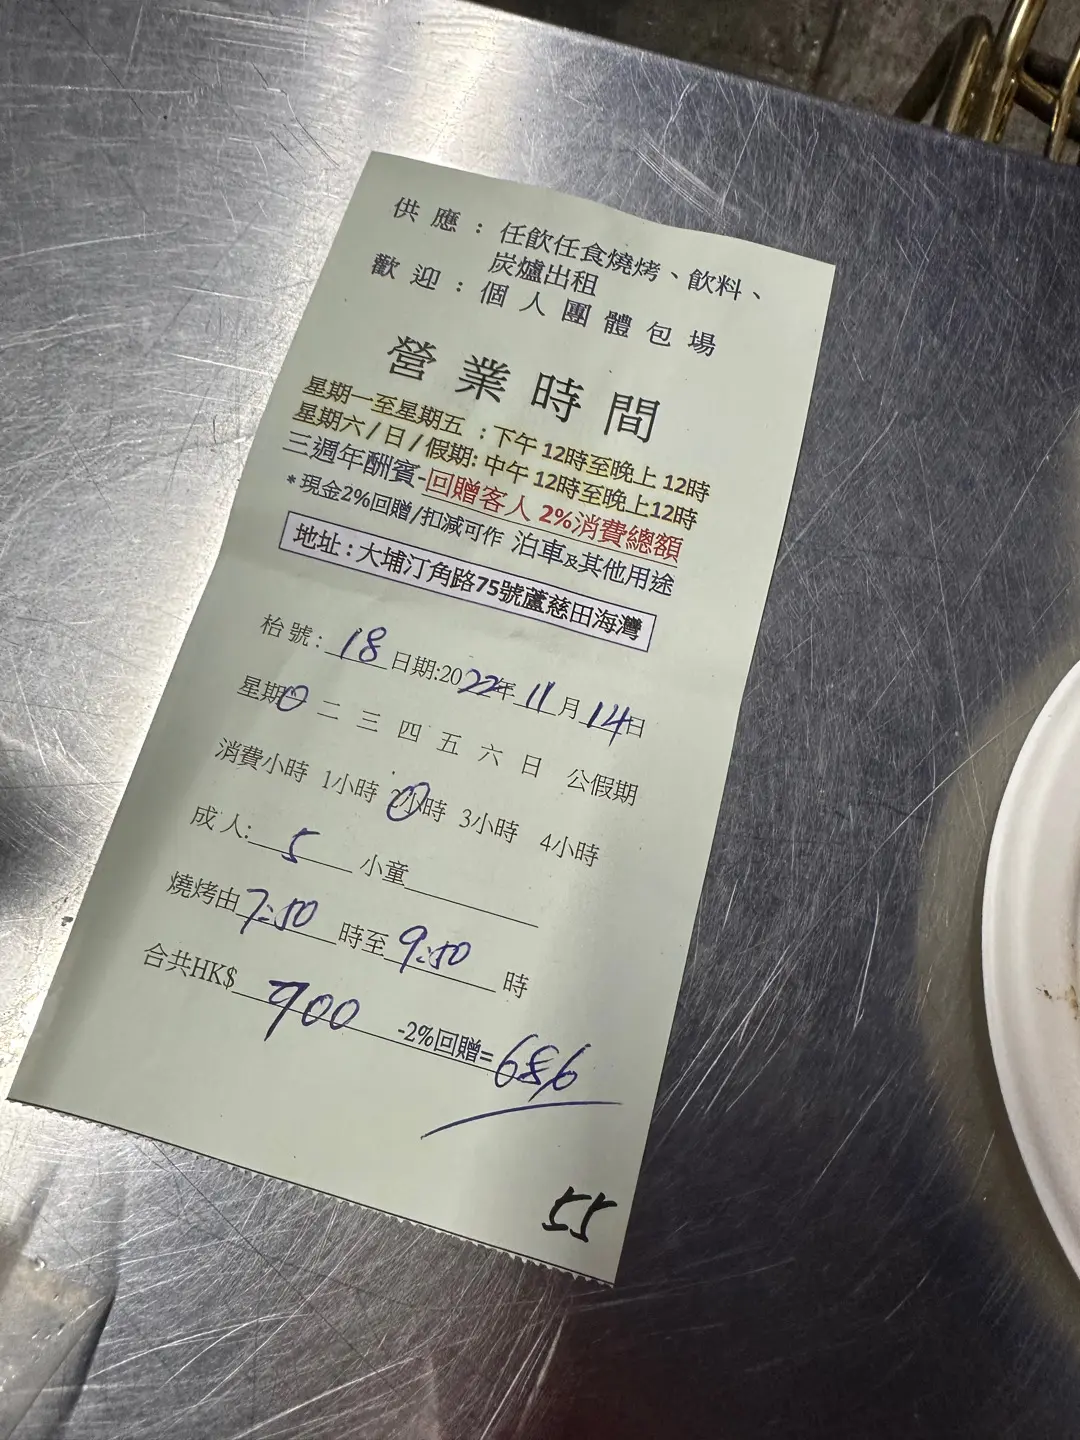 供應：任飲任食燒烤、飲料、
炭爐出租
歡迎：個人團體包場
營業時間
星期一至星期五 ：下午 12時至晚上 12時
星期六 / 日 / 假期: 中午 12時至晚上12時
三週年酬賓-回贈客人 2%消費總額
*現金2%回贈/扣減可作 泊車及其他用途
地址：大埔汀角路75號蘆慈田海灣
枱號: 18 日期:2022年 11月 14日
星期一 二 三 四 五 六 日 公假期
消費小時 1小時 2小時 3小時 4小時
成人: 5 小童
燒烤由 7:50 時至 9:50 時
合共HK$ 700 -2%回贈= 686
55